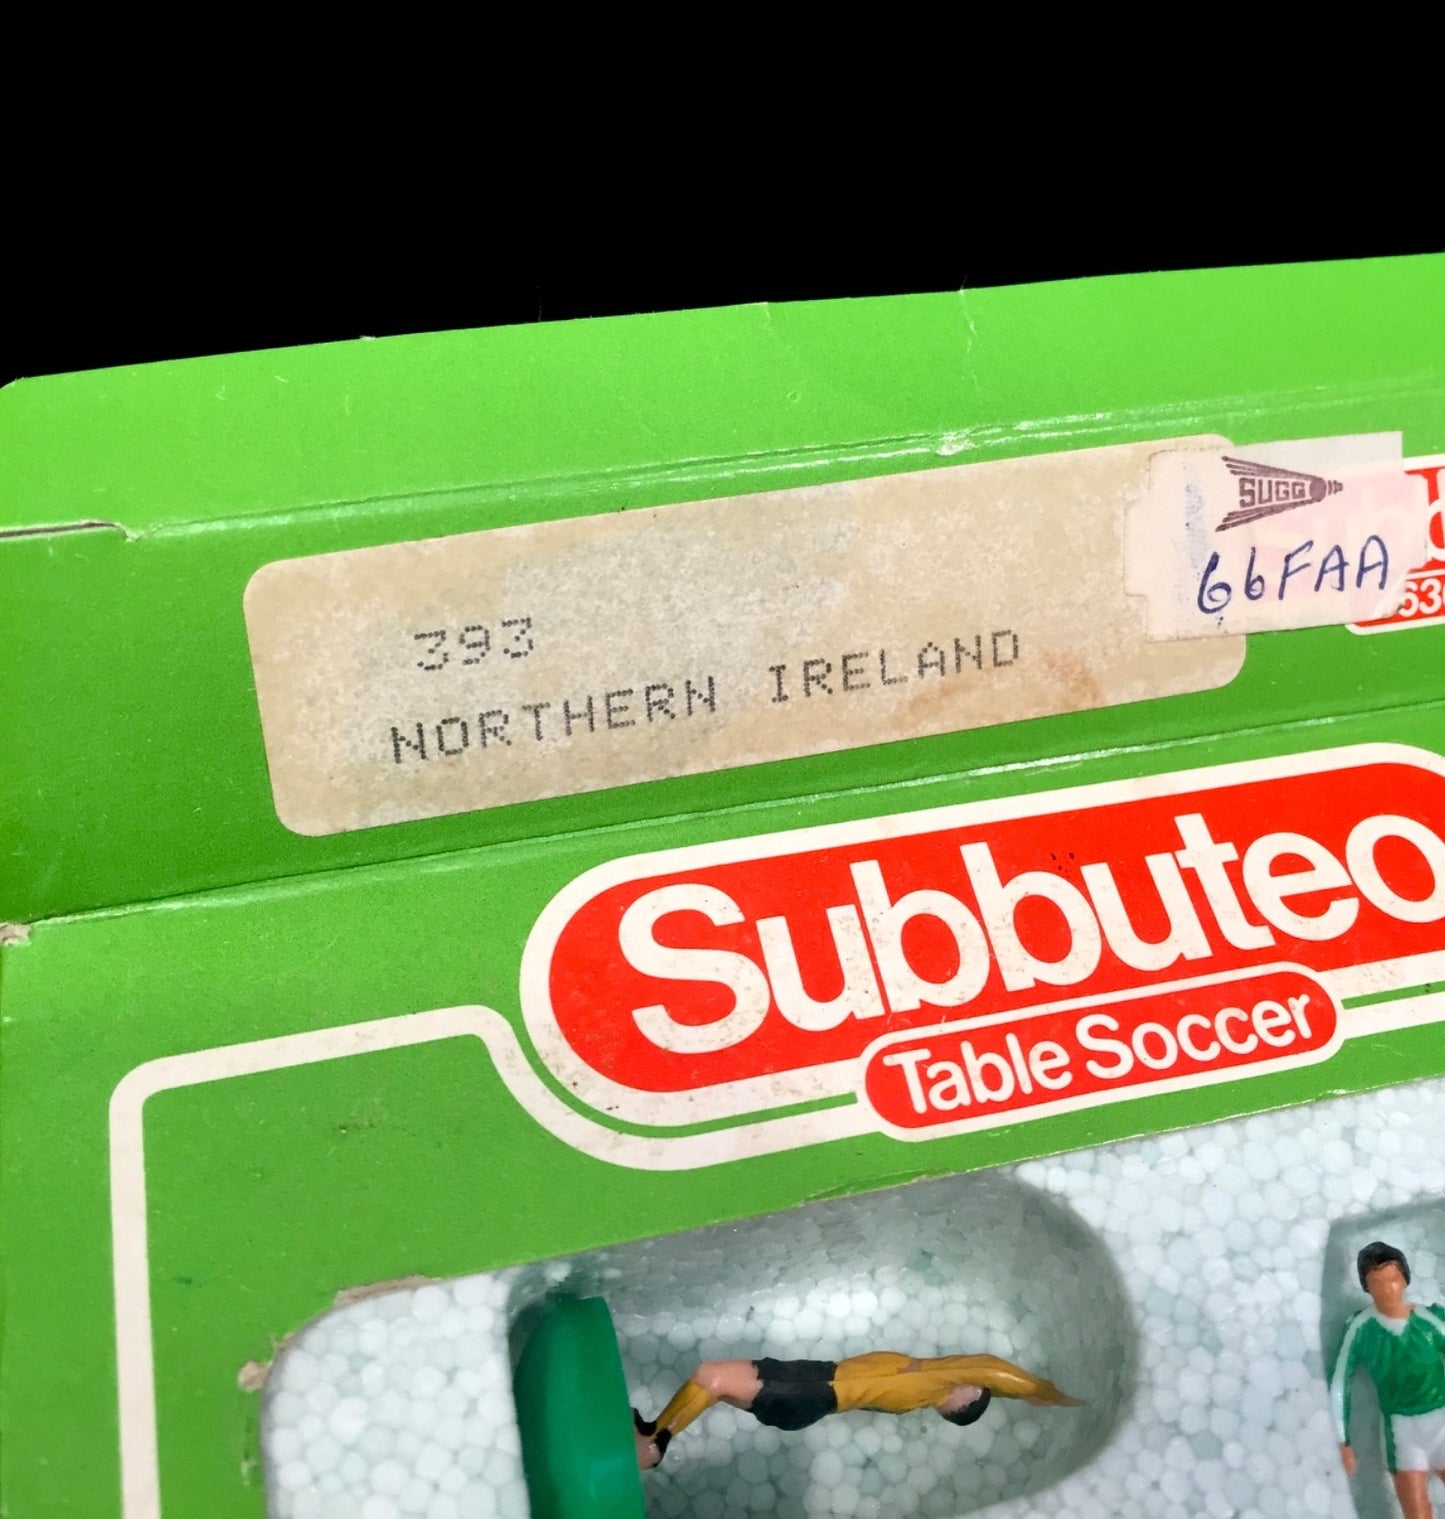 SUGG
66FAA
393
NORTHERN IRELAND
Subbuteo
Table Soccer